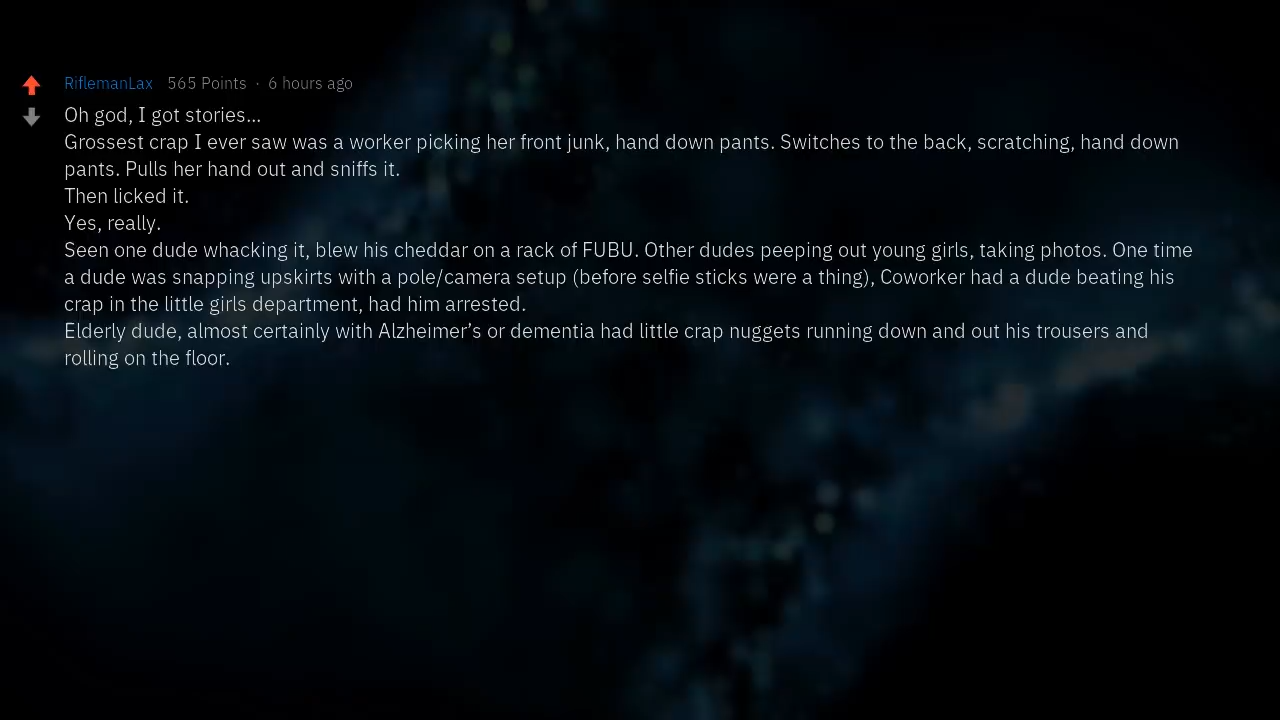 RiflemanLax 565 Points · 6 hours ago
Oh god, I got stories...
Grossest crap I ever saw was a worker picking her front junk, hand down pants. Switches to the back, scratching, hand down
pants. Pulls her hand out and sniffs it.
Then licked it.
Yes, really.
Seen one dude whacking it, blew his cheddar on a rack of FUBU. Other dudes peeping out young girls, taking photos. One time
a dude was snapping upskirts with a pole/camera setup (before selfie sticks were a thing), Coworker had a dude beating his
crap in the little girls department, had him arrested.
Elderly dude, almost certainly with Alzheimer’s or dementia had little crap nuggets running down and out his trousers and
rolling on the floor.